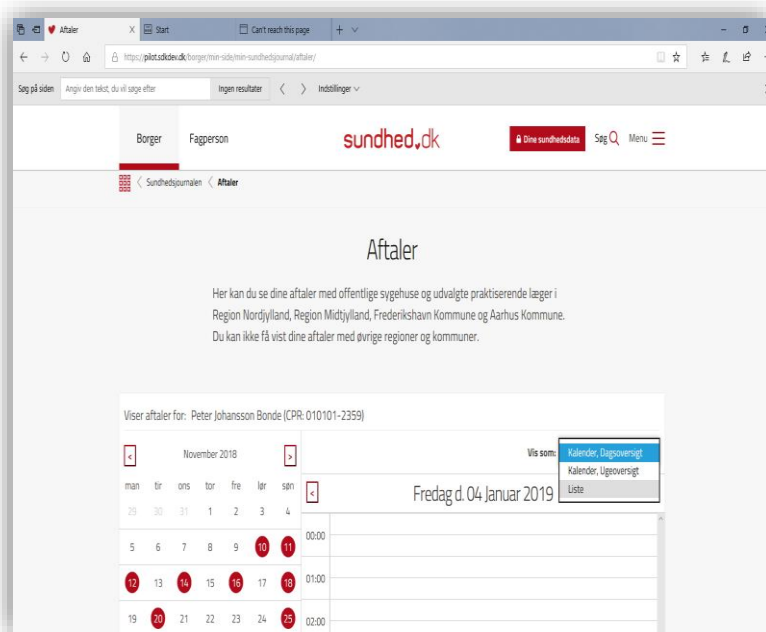 Aftaler
Start
Can't reach this page
https://pilot.sdkdev.dk/borger/min-side/min-sundhedsjournal/aftaler/
Søg på siden
Angiv den tekst, du vil søge efter
Ingen resultater
Indstillinger
Borger
Fagperson
sundhed.dk
Dine sundhedsdata
Søg
Menu
Sundhedsjournalen
Aftaler
Aftaler
Her kan du se dine aftaler med offentlige sygehuse og udvalgte praktiserende læger i
Region Nordjylland, Region Midtjylland, Frederikshavn Kommune og Aarhus Kommune.
Du kan ikke få vist dine aftaler med øvrige regioner og kommuner.
Viser aftaler for: Peter Johansson Bonde (CPR: 010101-2359)
< November 2018 >
man tir ons tor fre lør søn
29 30 31 1 2 3 4
5 6 7 8 9 10 11
12 13 14 15 16 17 18
19 20 21 22 23 24 25
Vis som:
Kalender, Dagsoversigt
Kalender, Ugeoversigt
Liste
< Fredag d. 04 Januar 2019
00:00
01:00
02:00